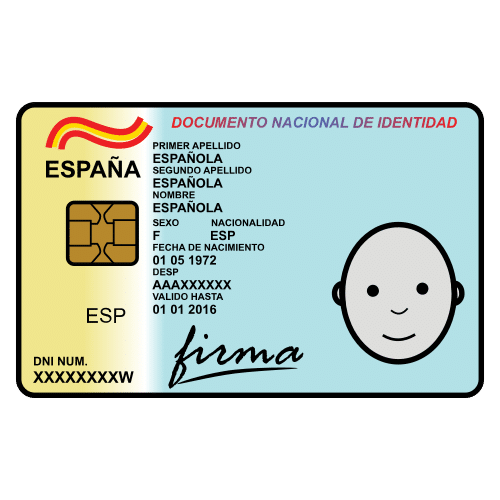 DOCUMENTO NACIONAL DE IDENTIDAD
ESPAÑA
PRIMER APELLIDO
ESPAÑOLA
SEGUNDO APELLIDO
ESPAÑOLA
NOMBRE
ESPAÑOLA
SEXO NACIONALIDAD
F ESP
FECHA DE NACIMIENTO
01 05 1972
DESP
AAAXXXXXX
VALIDO HASTA
01 01 2016
ESP
firma
DNI NUM.
XXXXXXXXW